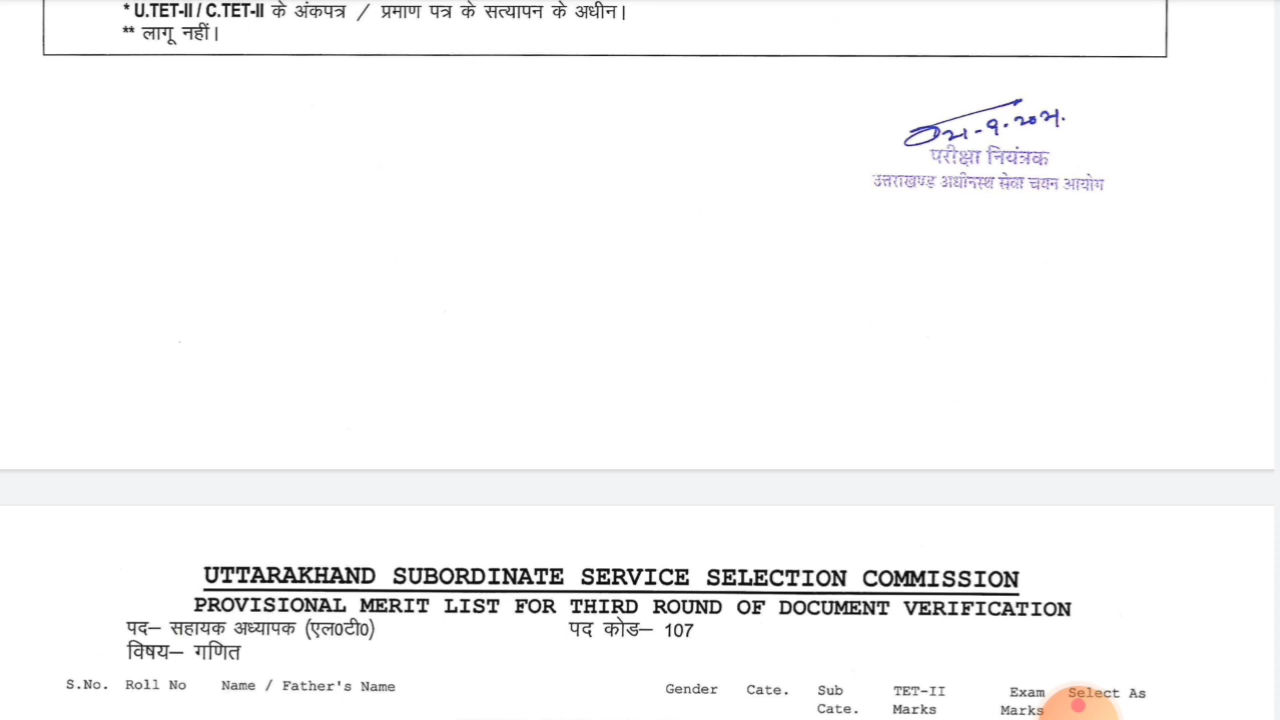 * U.TET-II / C.TET-II के अंकपत्र / प्रमाण पत्र के सत्यापन के अधीन।
** लागू नहीं।
परीक्षा नियंत्रक
उत्तराखण्ड अधीनस्थ सेवा चयन आयोग
UTTARAKHAND SUBORDINATE SERVICE SELECTION COMMISSION
PROVISIONAL MERIT LIST FOR THIRD ROUND OF DOCUMENT VERIFICATION
पद– सहायक अध्यापक (एल0टी0) पद कोड– 107
विषय– गणित
S.No. Roll No Name / Father's Name Gender Cate. Sub Cate. TET-II Marks Exam Marks Select As